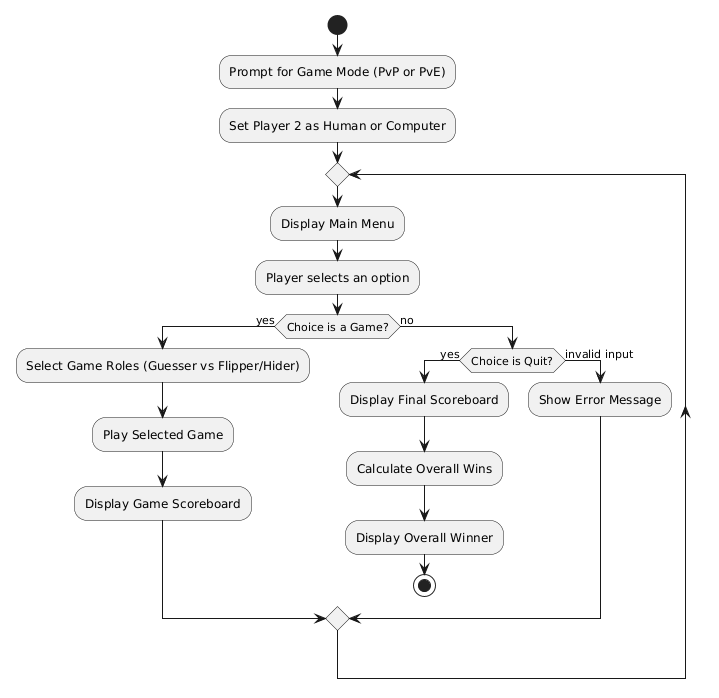 Prompt for Game Mode (PvP or PvE)
Set Player 2 as Human or Computer
Display Main Menu
Player selects an option
yes
Choice is a Game?
no
Select Game Roles (Guesser vs Flipper/Hider)
Play Selected Game
Display Game Scoreboard
yes
Choice is Quit?
invalid input
Display Final Scoreboard
Show Error Message
Calculate Overall Wins
Display Overall Winner